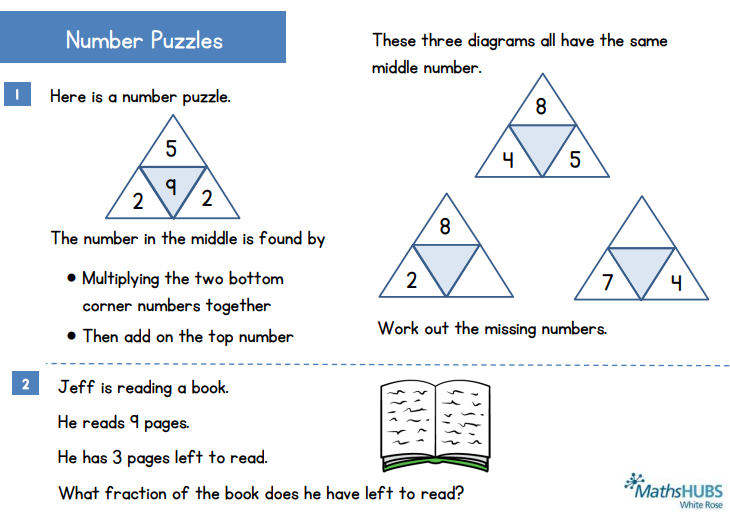 Number Puzzles
1
Here is a number puzzle.
5
9
2
2
The number in the middle is found by
• Multiplying the two bottom
corner numbers together
• Then add on the top number
These three diagrams all have the same
middle number.
8
4
5
8
2
7
4
Work out the missing numbers.
2
Jeff is reading a book.
He reads 9 pages.
He has 3 pages left to read.
What fraction of the book does he have left to read?
MathsHUBS
White Rose